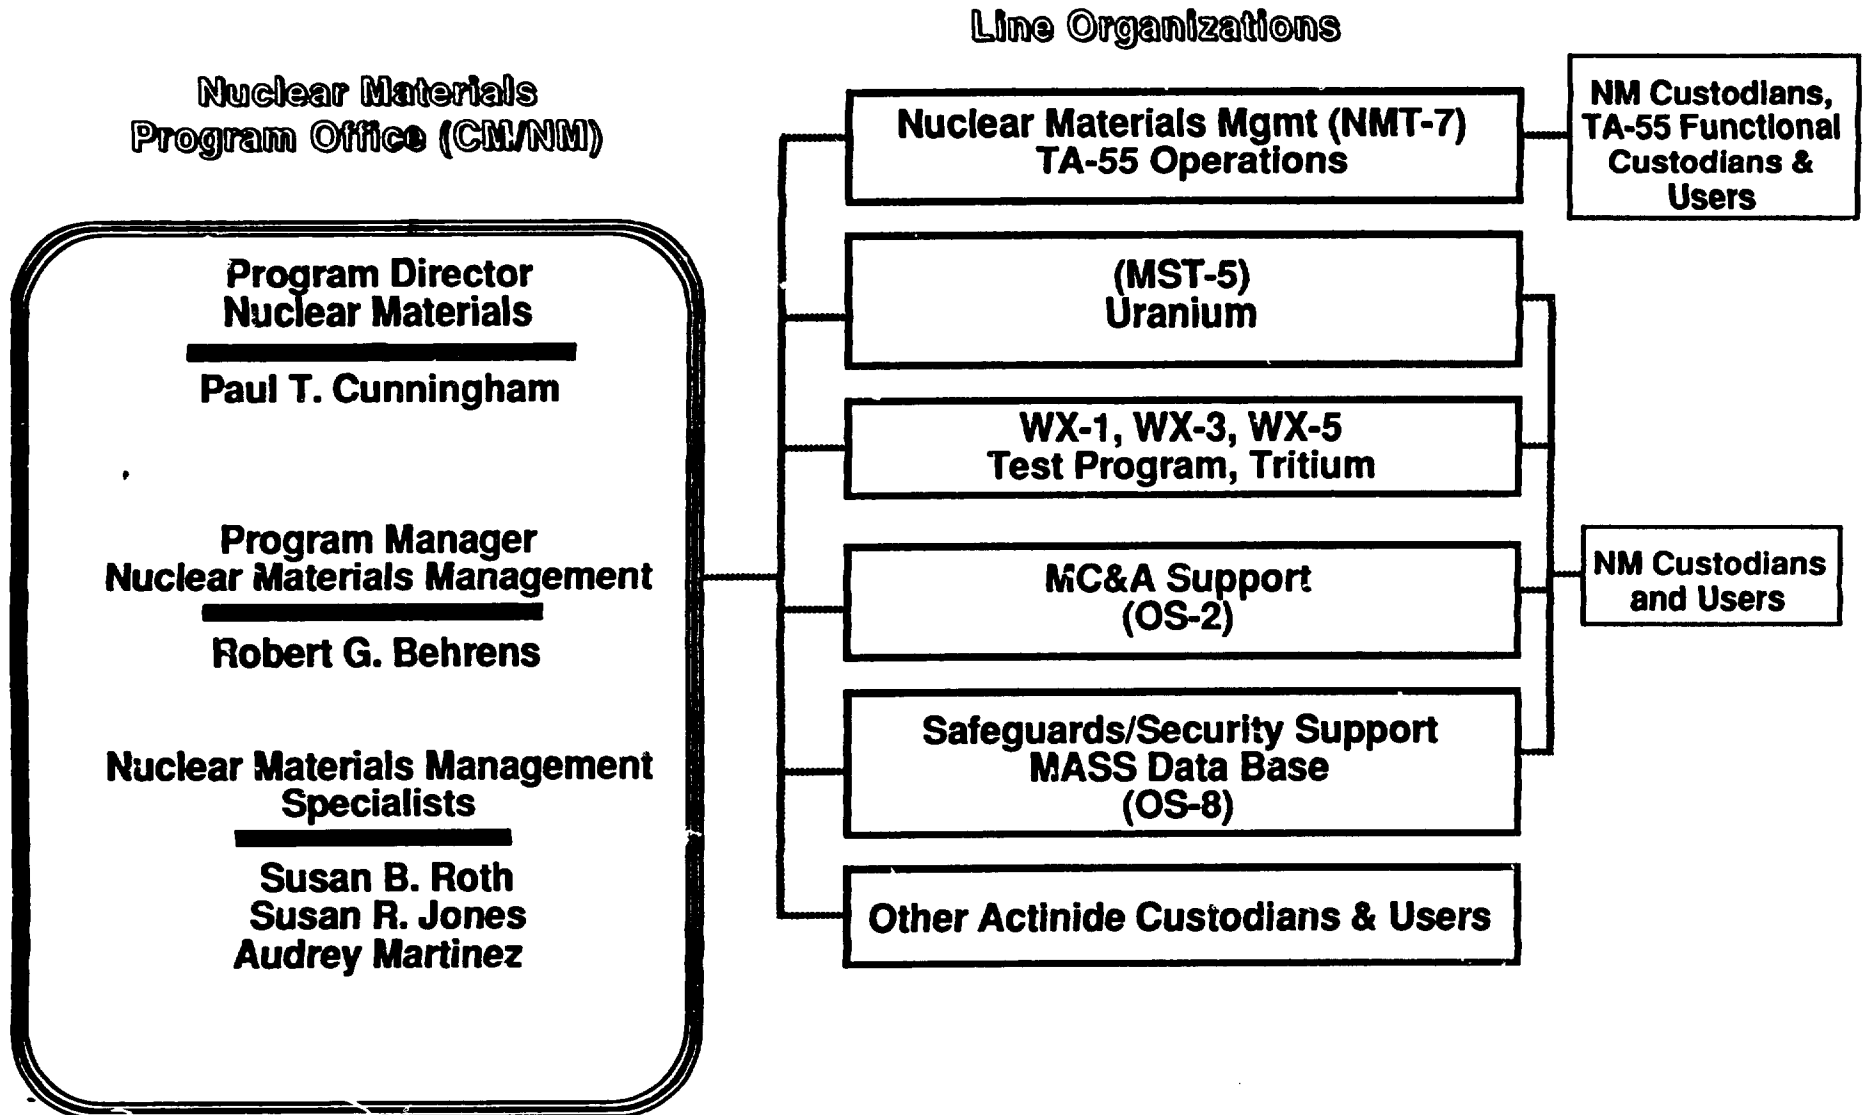 Line Organizations
Nuclear Materials
Program Office (CM/NM)
Program Director
Nuclear Materials
Paul T. Cunningham
Program Manager
Nuclear Materials Management
Robert G. Behrens
Nuclear Materials Management
Specialists
Susan B. Roth
Susan R. Jones
Audrey Martinez
Nuclear Materials Mgmt (NMT-7)
TA-55 Operations
(MST-5)
Uranium
WX-1, WX-3, WX-5
Test Program, Tritium
MC&A Support
(OS-2)
Safeguards/Security Support
MASS Data Base
(OS-8)
Other Actinide Custodians & Users
NM Custodians,
TA-55 Functional
Custodians &
Users
NM Custodians
and Users